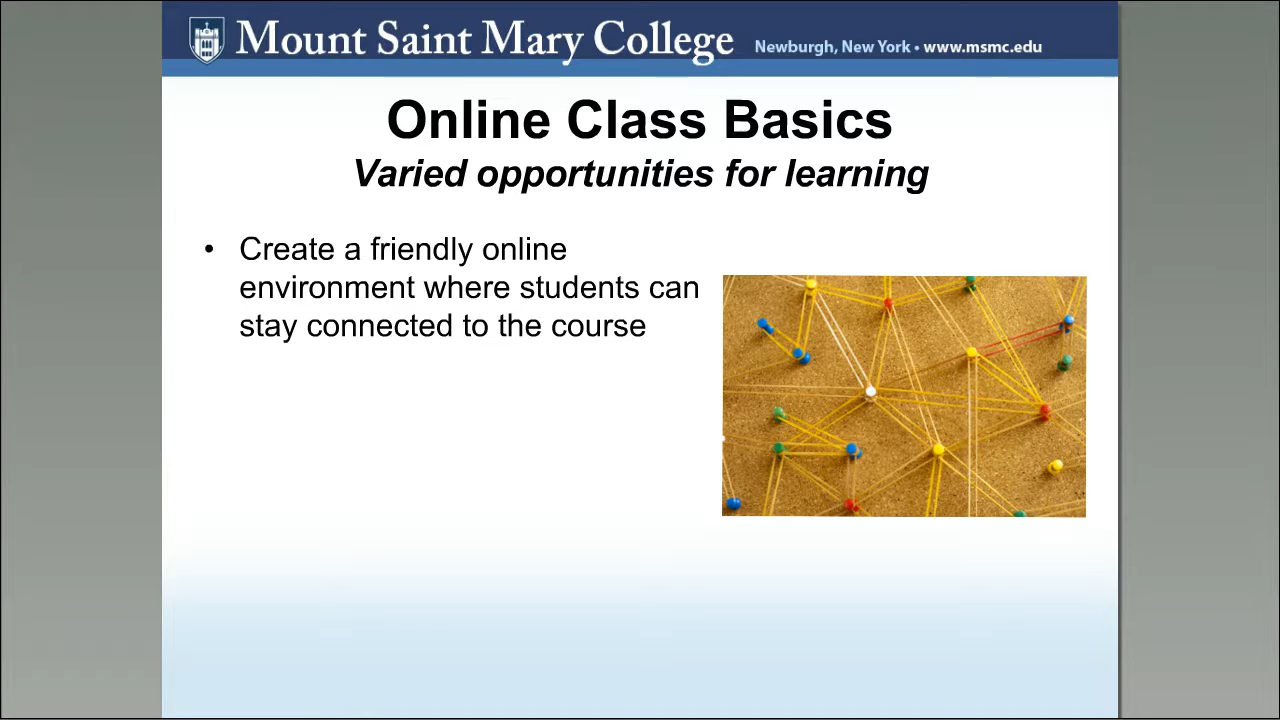 Mount Saint Mary College Newburgh, New York • www.msmc.edu
Online Class Basics
Varied opportunities for learning
• Create a friendly online
environment where students can
stay connected to the course